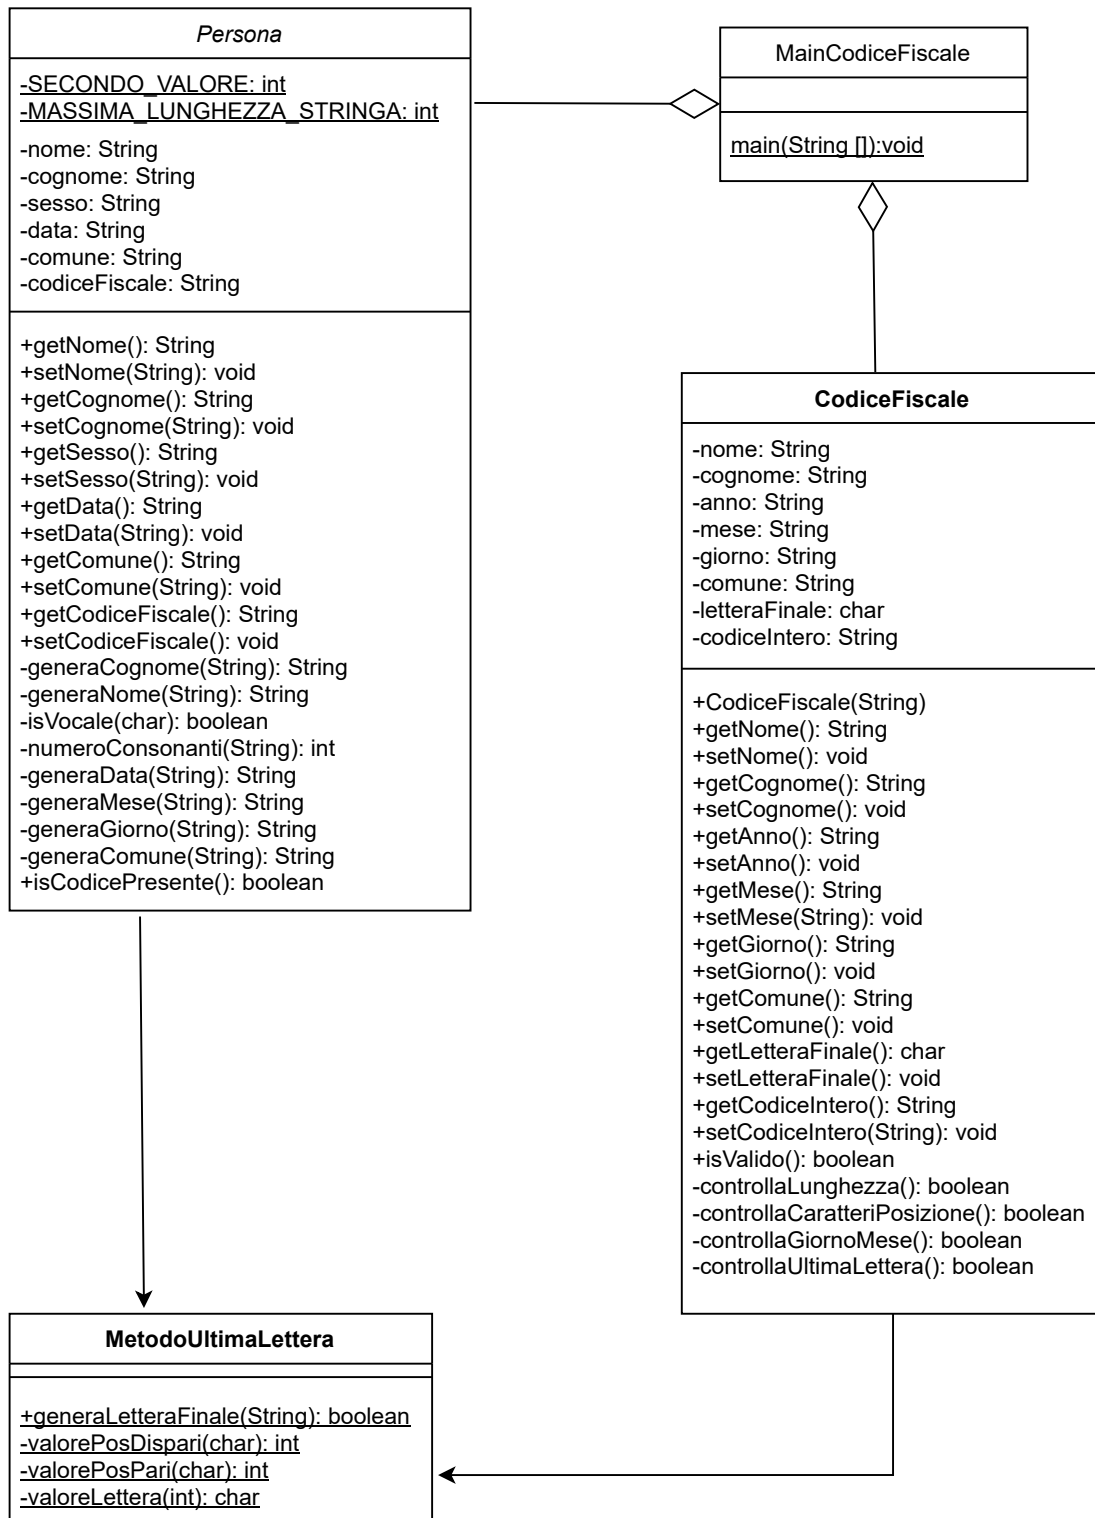 Persona
-SECONDO_VALORE: int
-MASSIMA_LUNGHEZZA_STRINGA: int
-nome: String
-cognome: String
-sesso: String
-data: String
-comune: String
-codiceFiscale: String
+getNome(): String
+setNome(String): void
+getCognome(): String
+setCognome(String): void
+getSesso(): String
+setSesso(String): void
+getData(): String
+setData(String): void
+getComune(): String
+setComune(String): void
+getCodiceFiscale(): String
+setCodiceFiscale(): void
-generaCognome(String): String
-generaNome(String): String
-isVocale(char): boolean
-numeroConsonanti(String): int
-generaData(String): String
-generaMese(String): String
-generaGiorno(String): String
-generaComune(String): String
+isCodicePresente(): boolean
MainCodiceFiscale
main(String []):void
CodiceFiscale
-nome: String
-cognome: String
-anno: String
-mese: String
-giorno: String
-comune: String
-letteraFinale: char
-codiceIntero: String
+CodiceFiscale(String)
+getNome(): String
+setNome(): void
+getCognome(): String
+setCognome(): void
+getAnno(): String
+setAnno(): void
+getMese(): String
+setMese(String): void
+getGiorno(): String
+setGiorno(): void
+getComune(): String
+setComune(): void
+getLetteraFinale(): char
+setLetteraFinale(): void
+getCodiceIntero(): String
+setCodiceIntero(String): void
+isValido(): boolean
-controllaLunghezza(): boolean
-controllaCaratteriPosizione(): boolean
-controllaGiornoMese(): boolean
-controllaUltimaLettera(): boolean
MetodoUltimaLettera
+generaLetteraFinale(String): boolean
-valorePosDispari(char): int
-valorePosPari(char): int
-valoreLettera(int): char